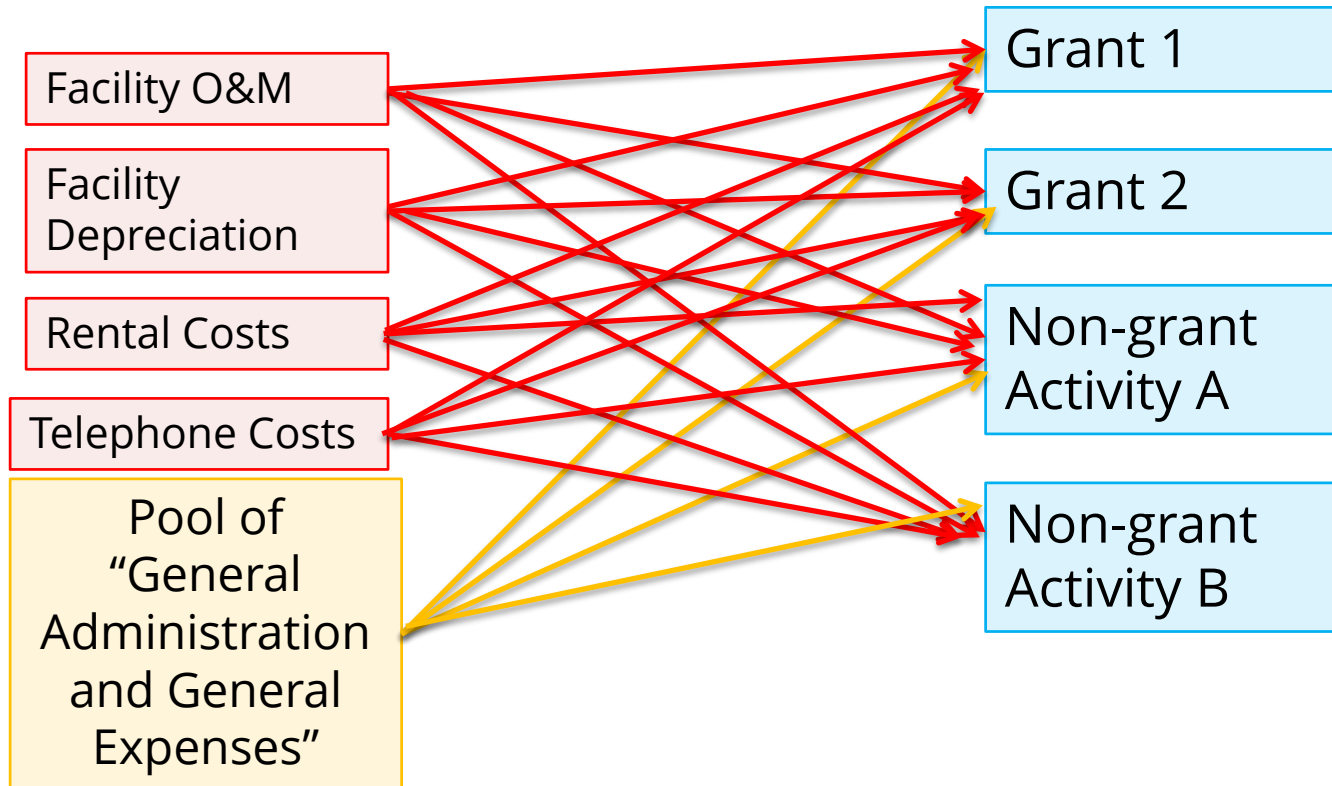 Facility O&M
Facility
Depreciation
Rental Costs
Telephone Costs
Pool of
“General
Administration
and General
Expenses”
Grant 1
Grant 2
Non-grant
Activity A
Non-grant
Activity B